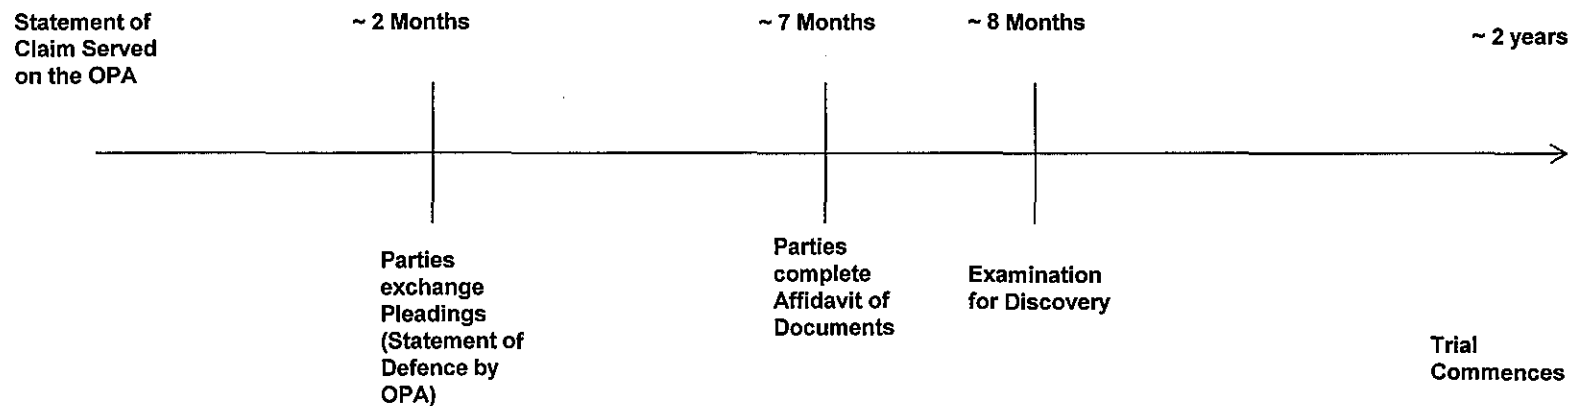 Statement of
Claim Served
on the OPA
~ 2 Months
~ 7 Months
~ 8 Months
~ 2 years
Parties
exchange
Pleadings
(Statement of
Defence by
OPA)
Parties
complete
Affidavit of
Documents
Examination
for Discovery
Trial
Commences